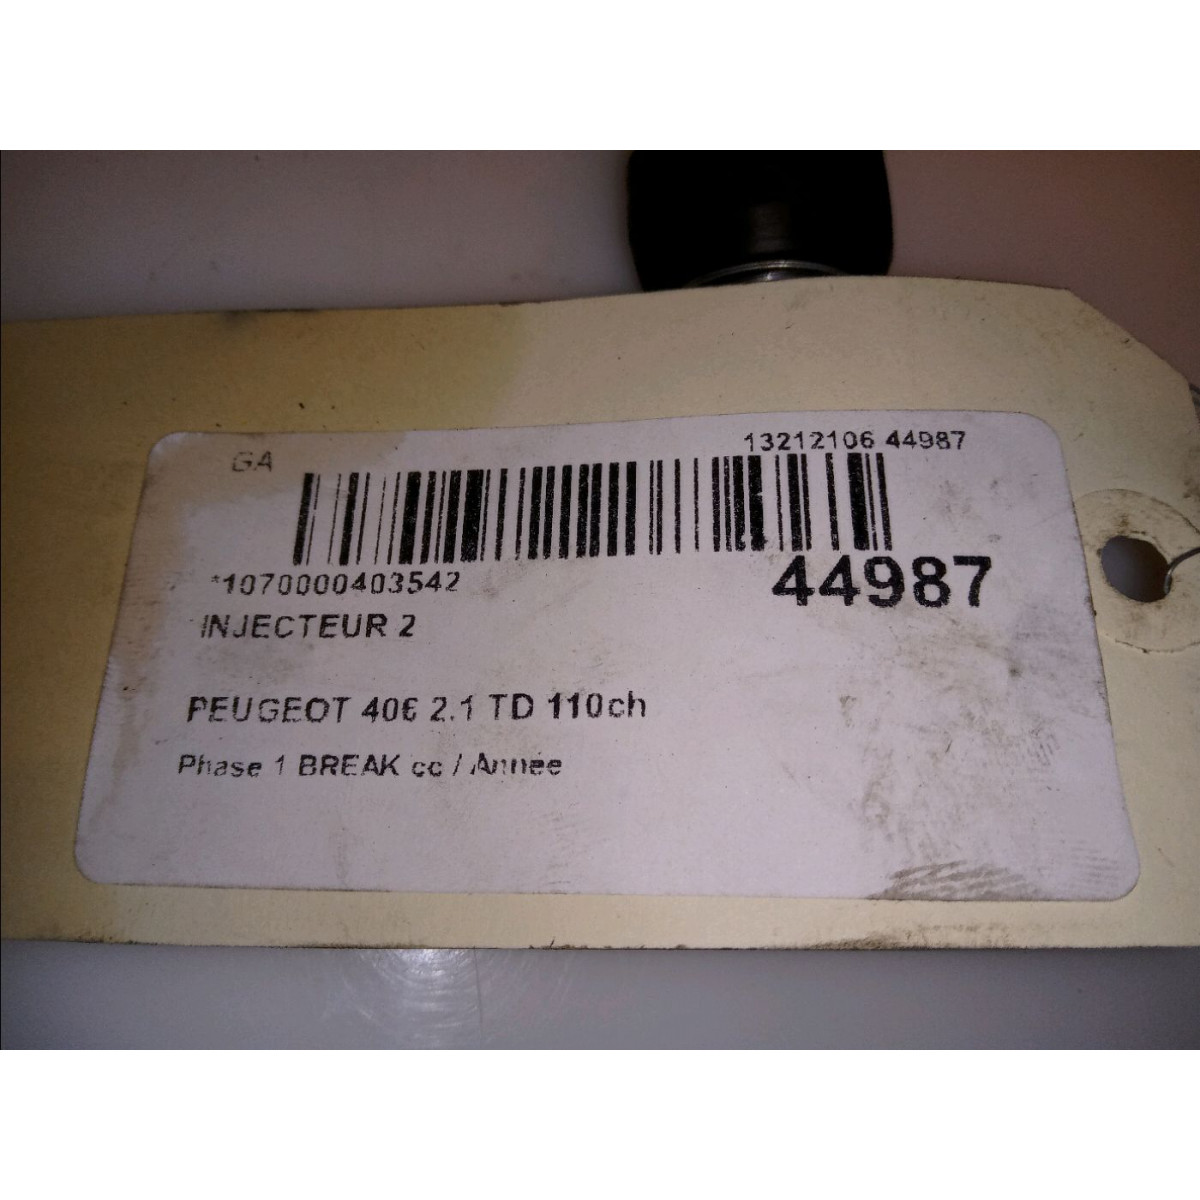 GA 13212106 44987
*1070000403542 44987
INJECTEUR 2
PEUGEOT 406 2.1 TD 110ch
Phase 1 BREAK cc / Année